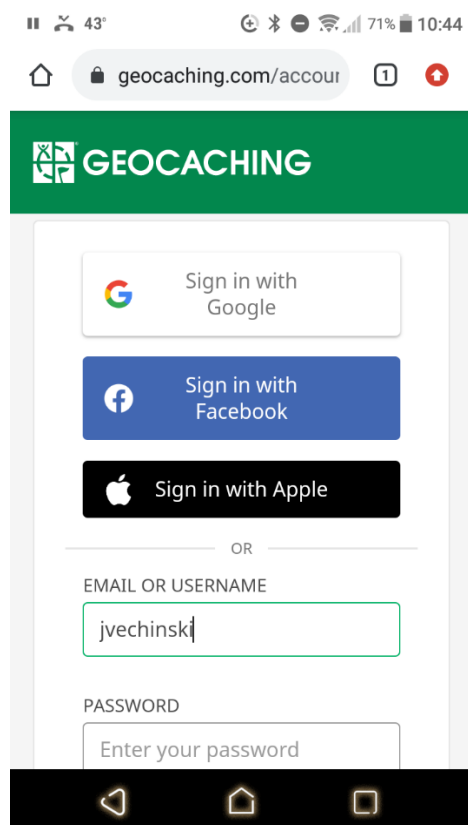 43° 71% 10:44
geocaching.com/accour 1
GEOCACHING
Sign in with
Google
Sign in with
Facebook
Sign in with Apple
OR
EMAIL OR USERNAME
jvechinski
PASSWORD
Enter your password